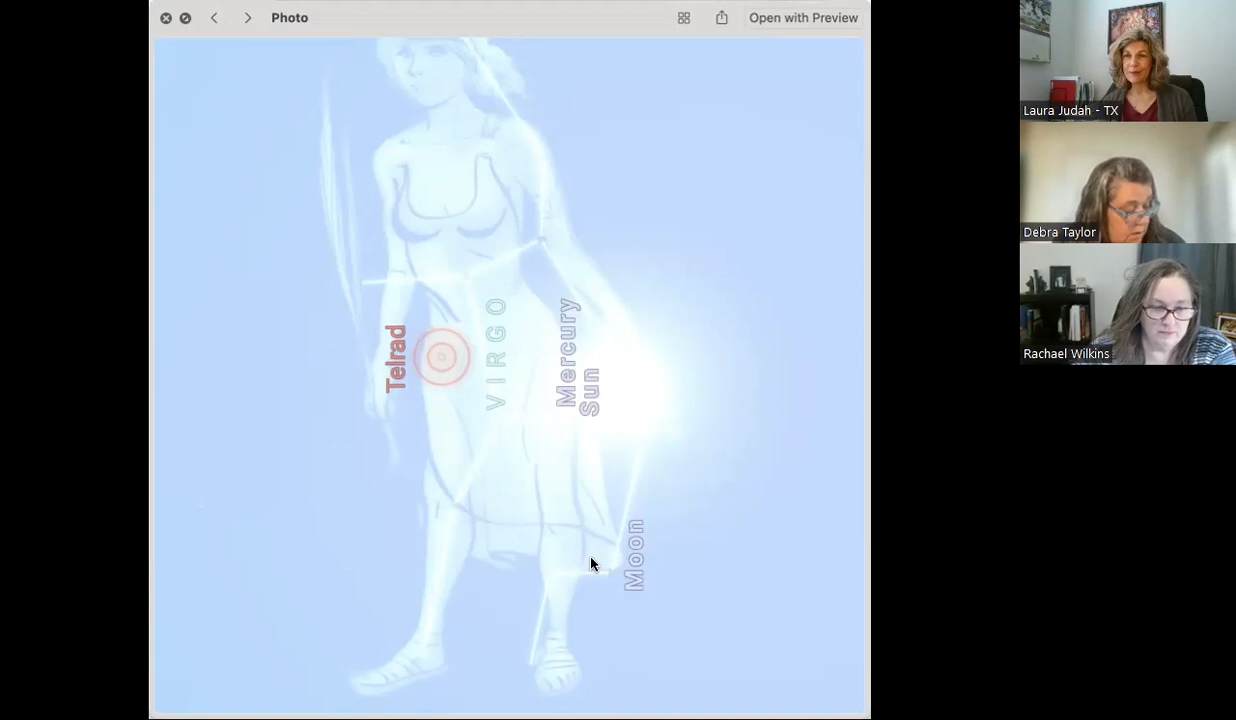 Photo
Open with Preview
Telrad
VIRGO
Mercury
Sun
Moon
Laura Judah - TX
Debra Taylor
Rachael Wilkins